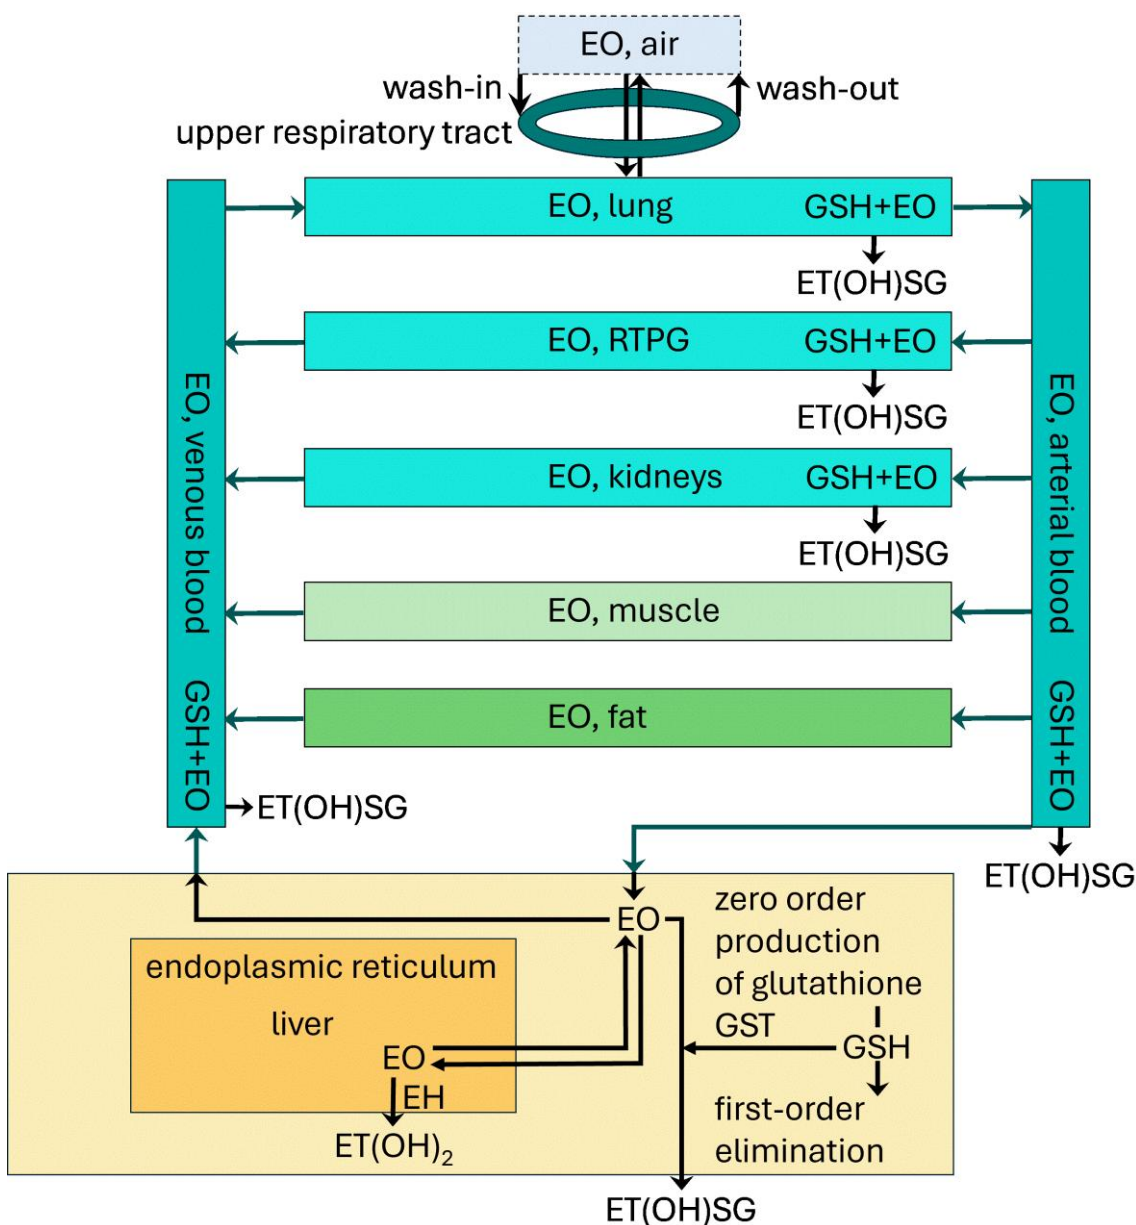 EO, air
wash-in
wash-out
upper respiratory tract
EO, lung GSH+EO
ET(OH)SG
EO, RTPG GSH+EO
ET(OH)SG
EO, kidneys GSH+EO
ET(OH)SG
EO, muscle
EO, fat
EO, venous blood GSH+EO
ET(OH)SG
EO, arterial blood GSH+EO
ET(OH)SG
EO
zero order
production
of glutathione
GST
GSH
first-order
elimination
endoplasmic reticulum
liver
EO
EH
ET(OH)₂
ET(OH)SG